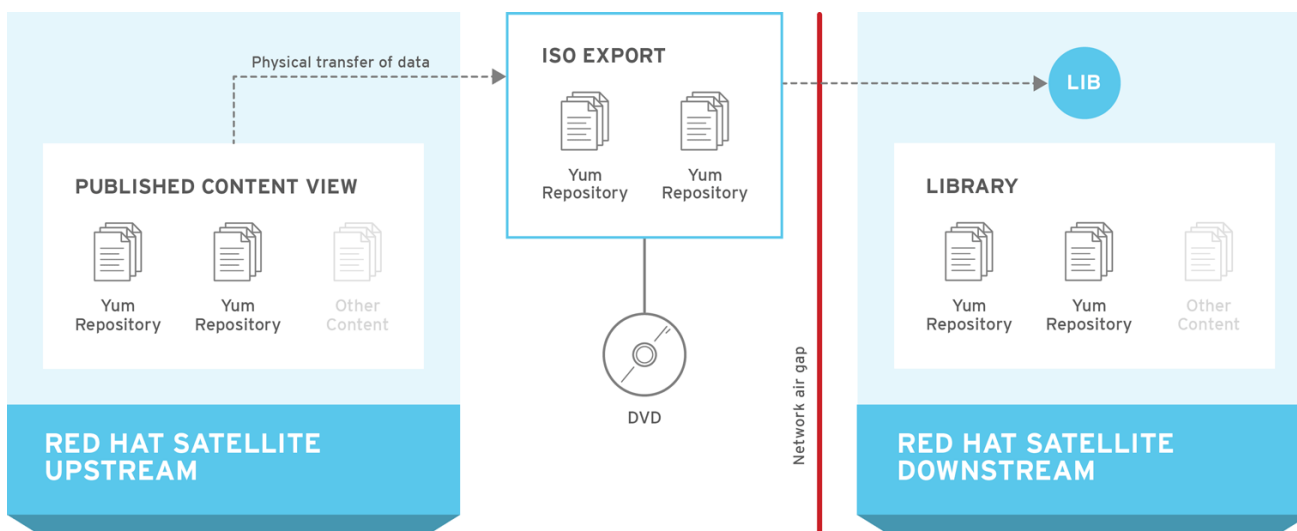 Physical transfer of data
PUBLISHED CONTENT VIEW
Yum
Repository
Yum
Repository
Other
Content
RED HAT SATELLITE
UPSTREAM
ISO EXPORT
Yum
Repository
Yum
Repository
DVD
Network air gap
LIB
LIBRARY
Yum
Repository
Yum
Repository
Other
Content
RED HAT SATELLITE
DOWNSTREAM